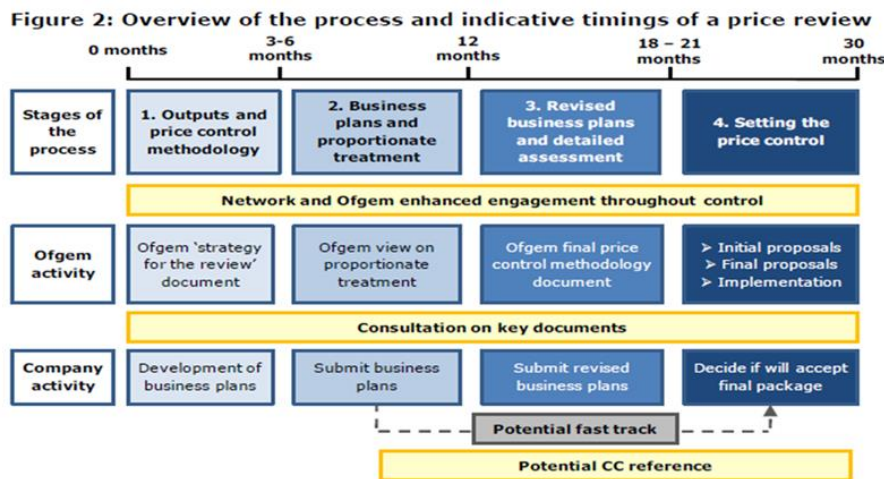 Figure 2: Overview of the process and indicative timings of a price review
0 months
3-6
months
12
months
18 – 21
months
30
months
Stages of
the
process
1. Outputs and
price control
methodology
2. Business
plans and
proportionate
treatment
3. Revised
business plans
and detailed
assessment
4. Setting the
price control
Network and Ofgem enhanced engagement throughout control
Ofgem
activity
Ofgem ‘strategy
for the review’
document
Ofgem view on
proportionate
treatment
Ofgem final price
control methodology
document
➢ Initial proposals
➢ Final proposals
➢ Implementation
Consultation on key documents
Company
activity
Development of
business plans
Submit business
plans
Submit revised
business plans
Decide if will accept
final package
Potential fast track
Potential CC reference